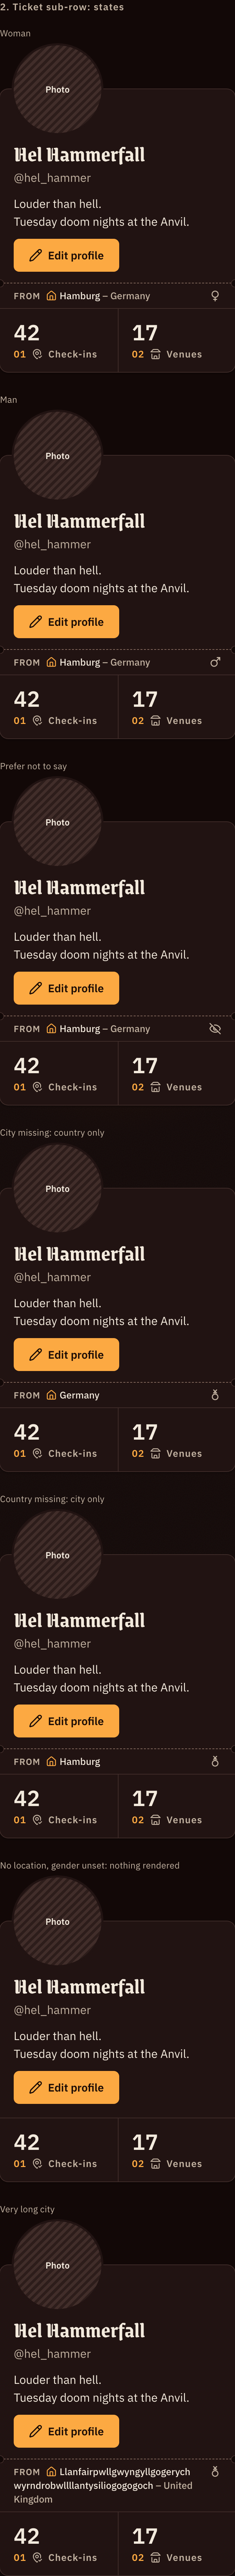 2. Ticket sub-row: states
Woman
Photo
Hel Hammerfall
@hel_hammer
Louder than hell.
Tuesday doom nights at the Anvil.
Edit profile
FROM Hamburg – Germany
42 17
01 Check-ins 02 Venues
Man
Photo
Hel Hammerfall
@hel_hammer
Louder than hell.
Tuesday doom nights at the Anvil.
Edit profile
FROM Hamburg – Germany
42 17
01 Check-ins 02 Venues
Prefer not to say
Photo
Hel Hammerfall
@hel_hammer
Louder than hell.
Tuesday doom nights at the Anvil.
Edit profile
FROM Hamburg – Germany
42 17
01 Check-ins 02 Venues
City missing: country only
Photo
Hel Hammerfall
@hel_hammer
Louder than hell.
Tuesday doom nights at the Anvil.
Edit profile
FROM Germany
42 17
01 Check-ins 02 Venues
Country missing: city only
Photo
Hel Hammerfall
@hel_hammer
Louder than hell.
Tuesday doom nights at the Anvil.
Edit profile
FROM Hamburg
42 17
01 Check-ins 02 Venues
No location, gender unset: nothing rendered
Photo
Hel Hammerfall
@hel_hammer
Louder than hell.
Tuesday doom nights at the Anvil.
Edit profile
42 17
01 Check-ins 02 Venues
Very long city
Photo
Hel Hammerfall
@hel_hammer
Louder than hell.
Tuesday doom nights at the Anvil.
Edit profile
FROM Llanfairpwllgwyngyllgogerych
wyrndrobwllllantysiliogogogoch – United
Kingdom
42 17
01 Check-ins 02 Venues